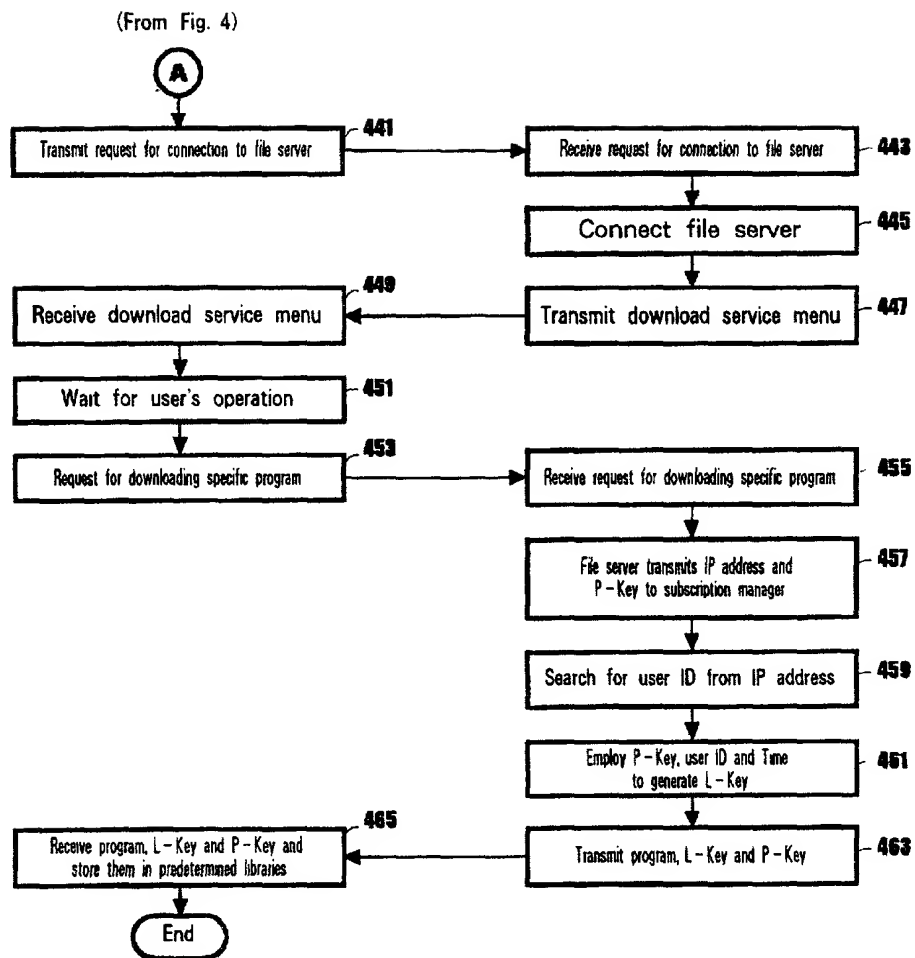 (From Fig. 4)
A
441
Transmit request for connection to file server
Receive request for connection to file server
443
Connect file server
445
449
Receive download service menu
Transmit download service menu
447
Wait for user's operation
451
453
Request for downloading specific program
Receive request for downloading specific program
455
File server transmits IP address and
P-Key to subscription manager
457
Search for user ID from IP address
459
Employ P-Key, user ID and Time
to generate L-Key
461
465
Receive program, L-Key and P-Key and
store them in predetermined libraries
Transmit program, L-Key and P-Key
463
End